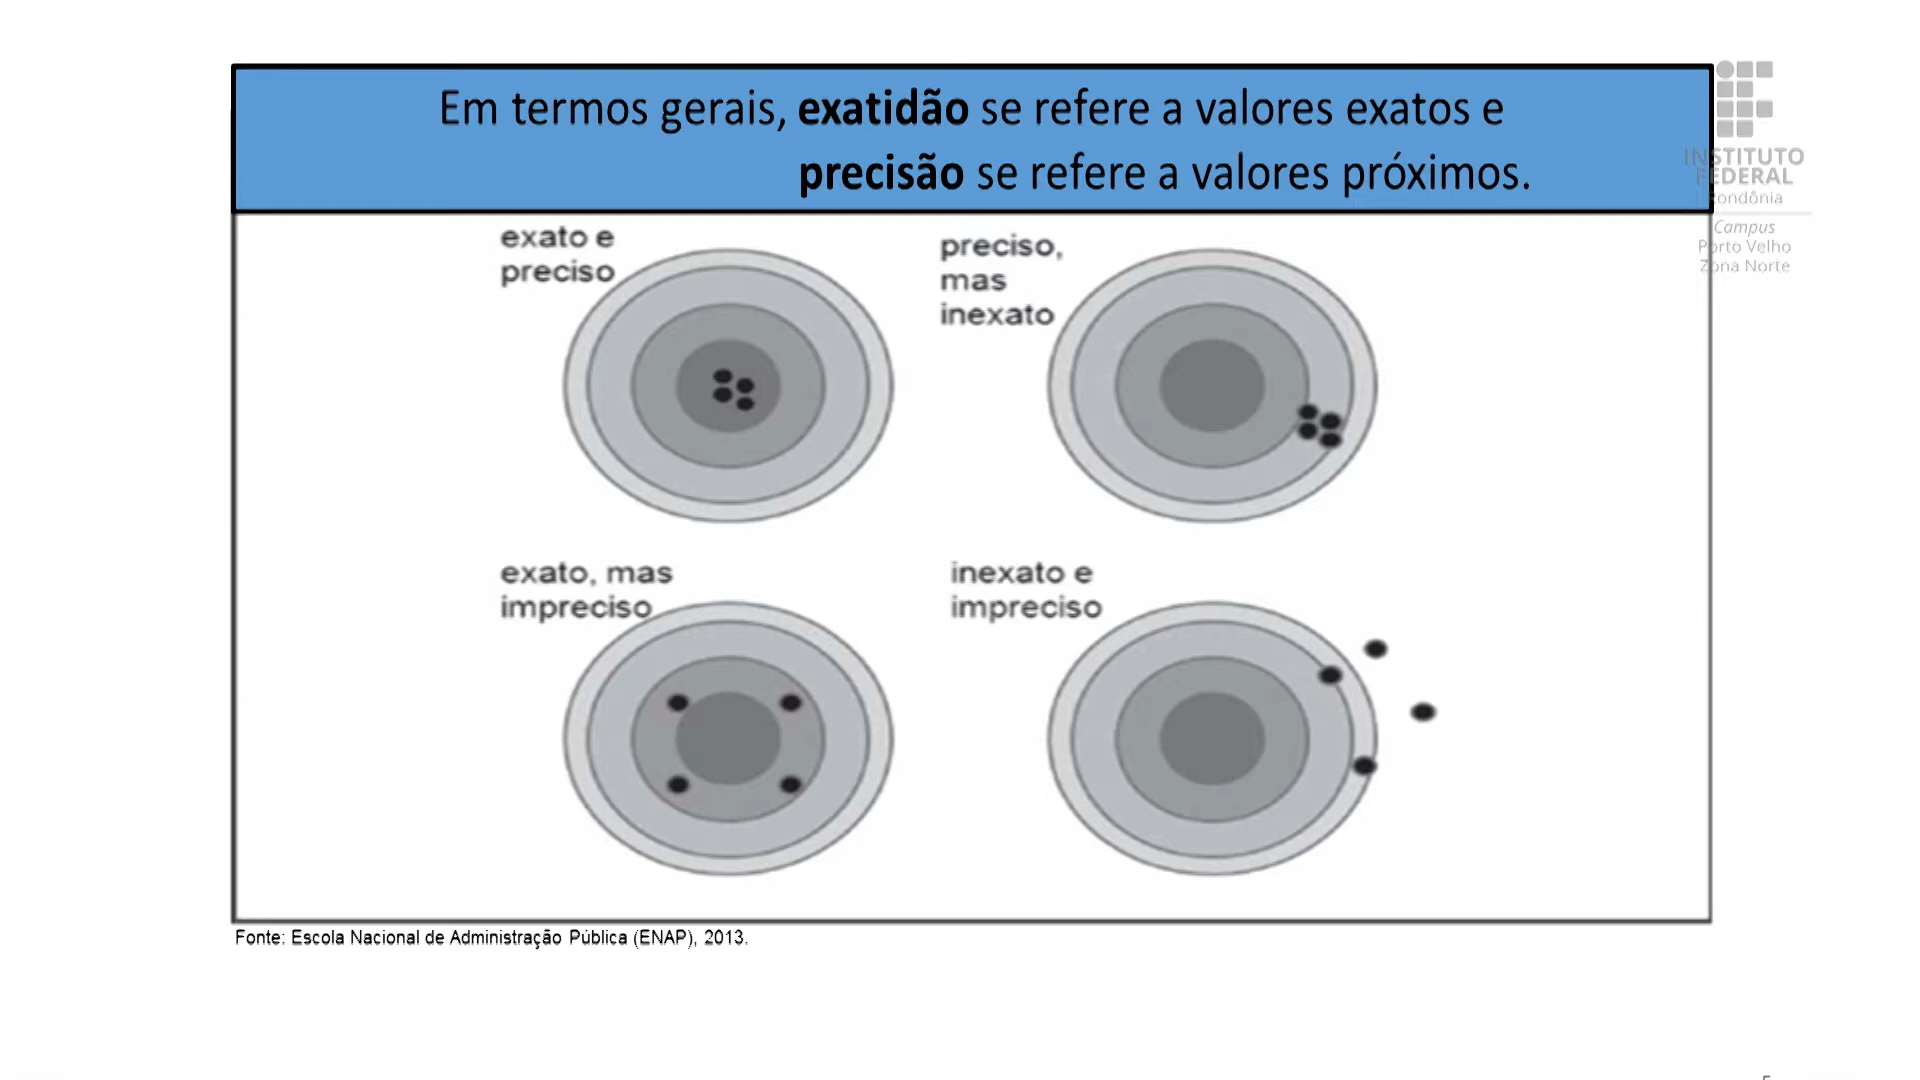 Em termos gerais, exatidão se refere a valores exatos e
precisão se refere a valores próximos.
INSTITUTO
FEDERAL
Rondônia
Campus
Porto Velho
Zona Norte
exato e
preciso
preciso,
mas
inexato
exato, mas
impreciso
inexato e
impreciso
Fonte: Escola Nacional de Administração Pública (ENAP), 2013.